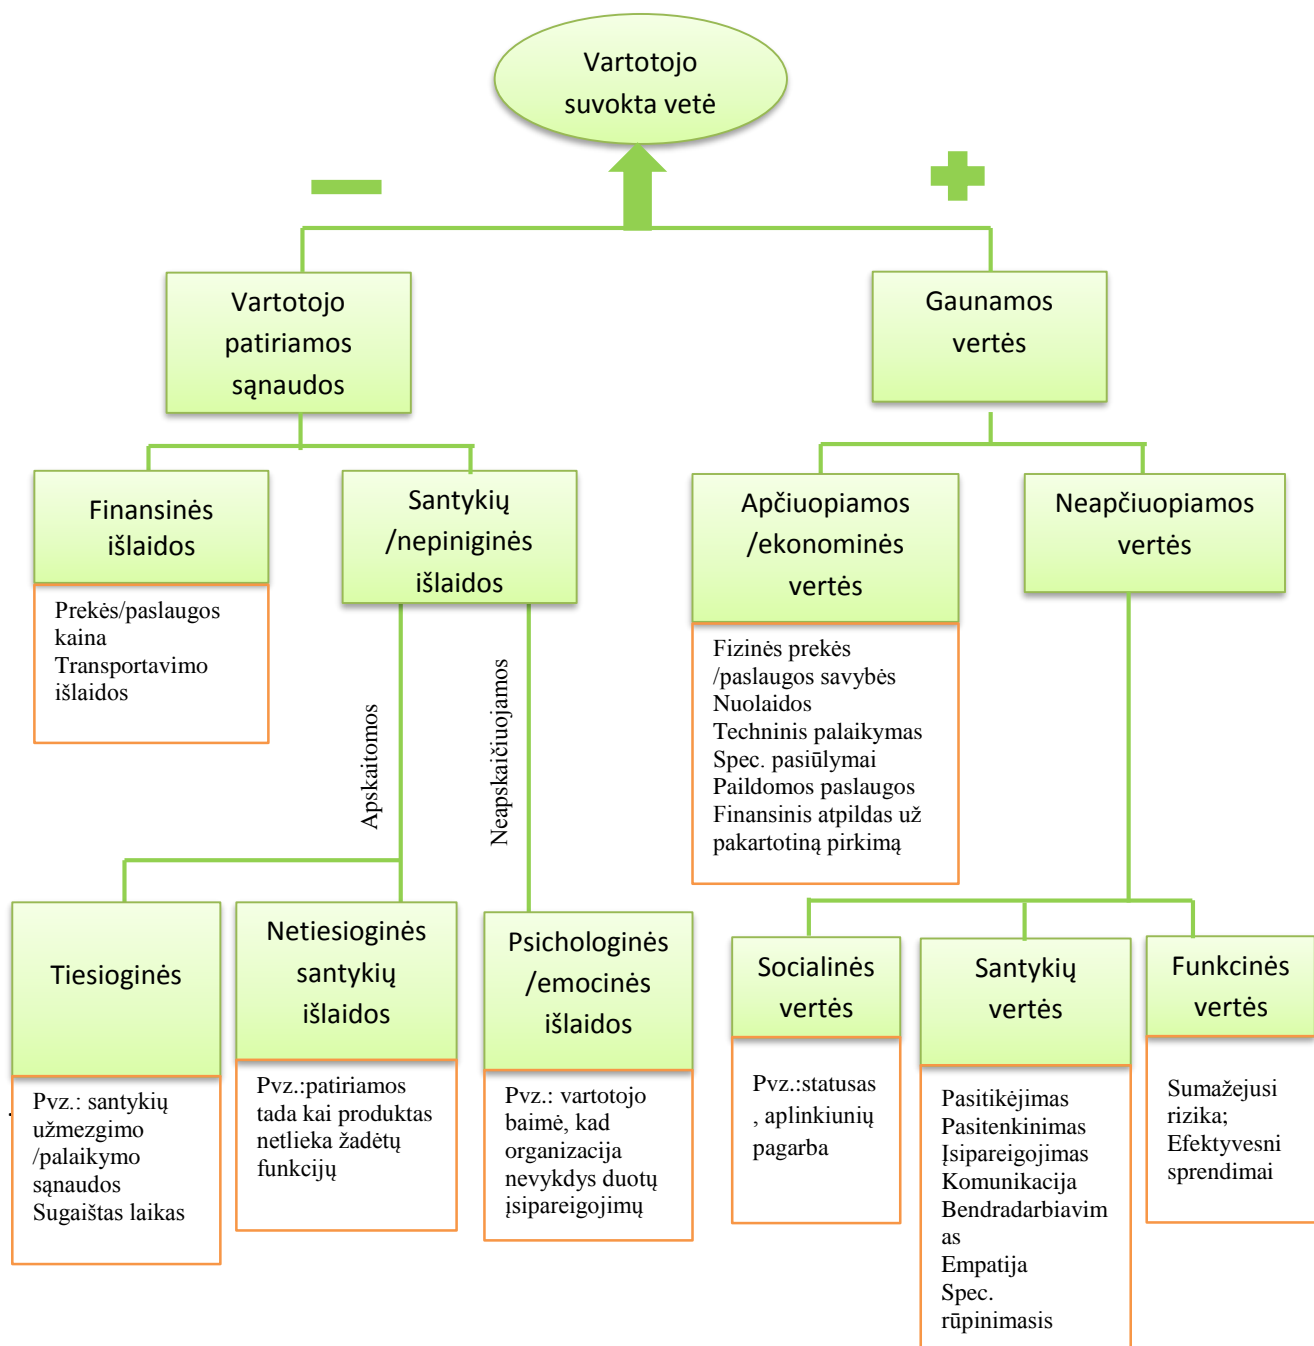 Vartotojo
suvokta vetė
Vartotojo
patiriamos
sąnaudos
Gaunamos
vertės
Finansinės
išlaidos
Prekės/paslaugos
kaina
Transportavimo
išlaidos
Santykių
/nepiniginės
išlaidos
Apčiuopiamos
/ekonominės
vertės
Fizinės prekės
/paslaugos savybės
Nuolaidos
Techninis palaikymas
Spec. pasiūlymai
Paildomos paslaugos
Finansinis atpildas už
pakartotiną pirkimą
Neapčiuopiamos
vertės
Apskaitomos
Neapskaičiuojamos
Tiesioginės
Pvz.: santykių
užmezgimo
/palaikymo
sąnaudos
Sugaištas laikas
Netiesioginės
santykių
išlaidos
Pvz.:patiriamos
tada kai produktas
netlieka žadėtų
funkcijų
Psichologinės
/emocinės
išlaidos
Pvz.: vartotojo
baimė, kad
organizacija
nevykdys duotų
įsipareigojimų
Socialinės
vertės
Pvz.:statusas
, aplinkiunių
pagarba
Santykių
vertės
Pasitikėjimas
Pasitenkinimas
Įsipareigojimas
Komunikacija
Bendradarbiavim
as
Empatija
Spec.
rūpinimasis
Funkcinės
vertės
Sumažejusi
rizika;
Efektyvesni
sprendimai